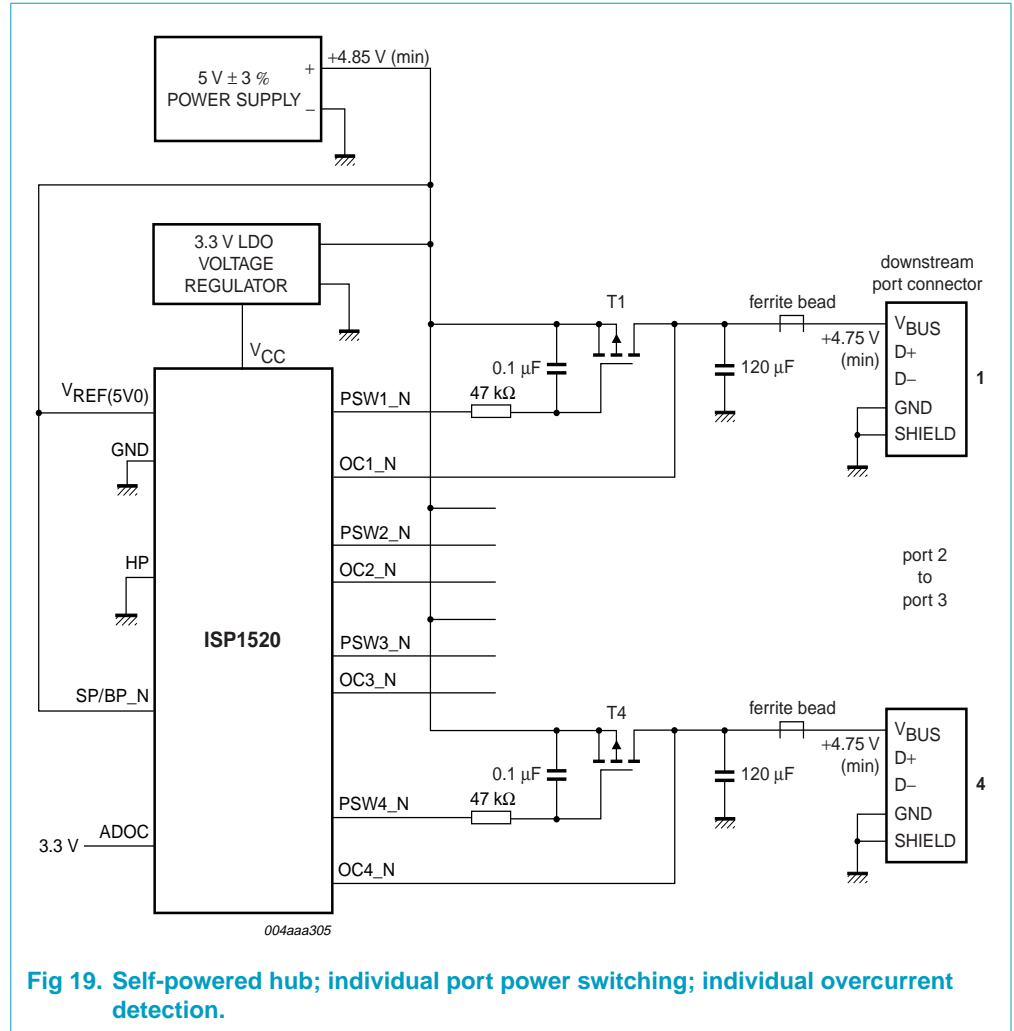 +4.85 V (min)
5 V ± 3 %
POWER SUPPLY
+
−
3.3 V LDO
VOLTAGE
REGULATOR
VCC
VREF(5V0)
GND
HP
SP/BP_N
3.3 V
ADOC
ISP1520
PSW1_N
OC1_N
PSW2_N
OC2_N
PSW3_N
OC3_N
PSW4_N
OC4_N
0.1 μF
47 kΩ
T1
120 μF
ferrite bead
+4.75 V
(min)
downstream
port connector
VBUS
D+
D−
GND
SHIELD
1
port 2
to
port 3
0.1 μF
47 kΩ
T4
120 μF
ferrite bead
+4.75 V
(min)
VBUS
D+
D−
GND
SHIELD
4
004aaa305
Fig 19. Self-powered hub; individual port power switching; individual overcurrent
detection.